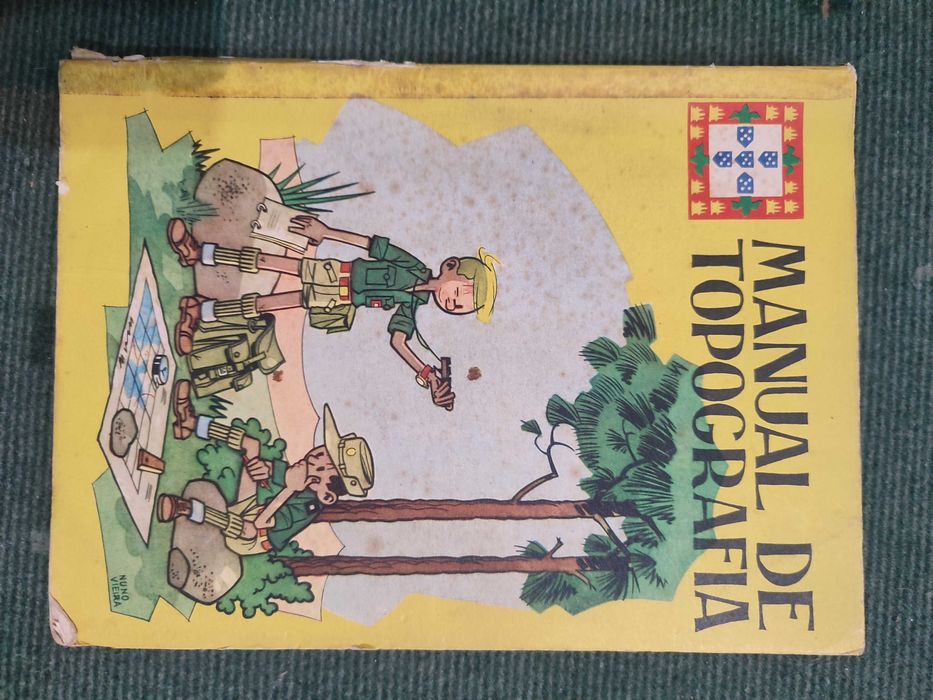 MANUAL DE
TOPOGRAFIA
NUNO
VIEIRA